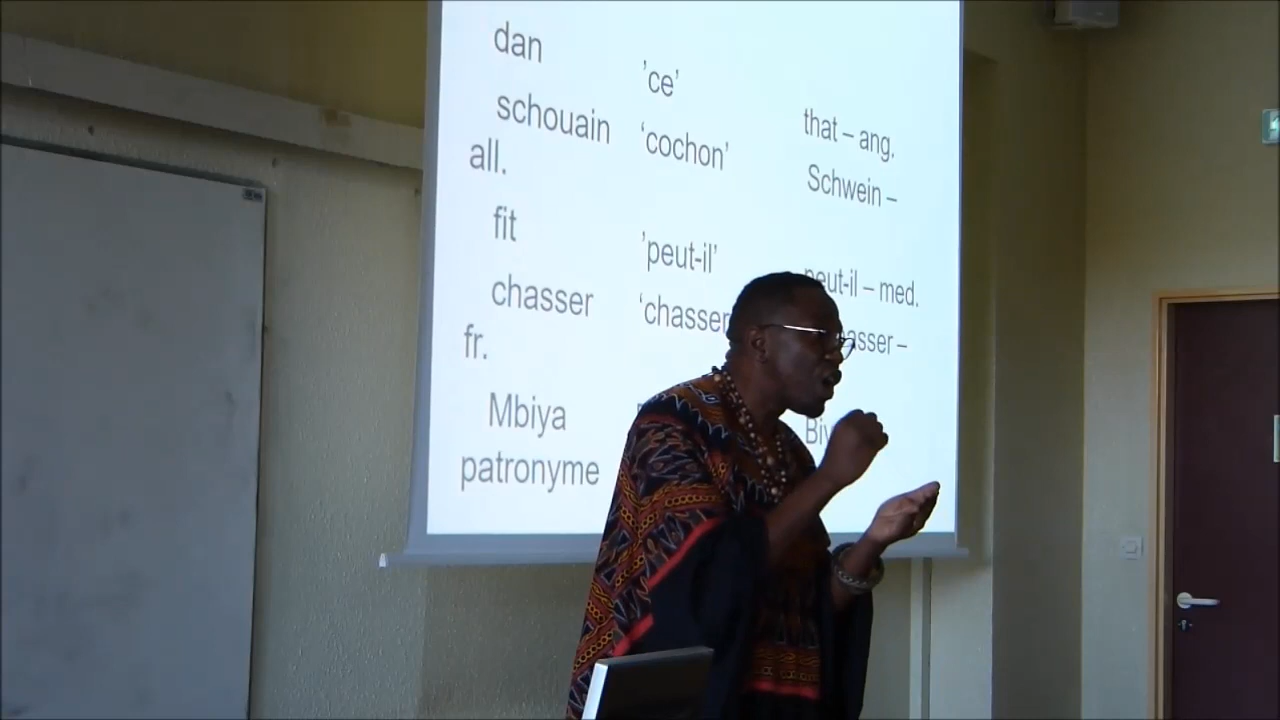 dan 'ce' that – ang.
schouain 'cochon' Schwein –
all.
fit 'peut-il' peut-il – med.
chasser 'chasser
fr.
Mbiya
patronyme